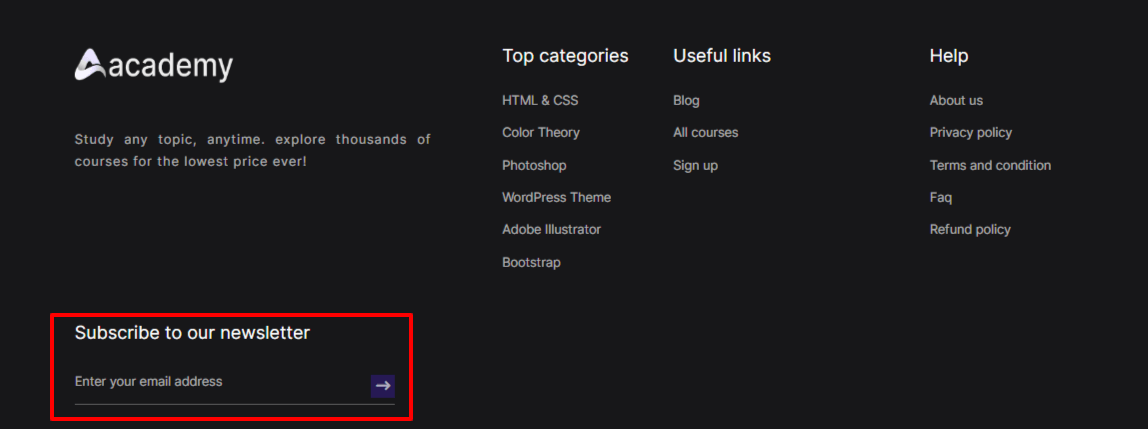 academy
Study any topic, anytime. explore thousands of
courses for the lowest price ever!
Top categories
HTML & CSS
Color Theory
Photoshop
WordPress Theme
Adobe Illustrator
Bootstrap
Useful links
Blog
All courses
Sign up
Help
About us
Privacy policy
Terms and condition
Faq
Refund policy
Subscribe to our newsletter
Enter your email address